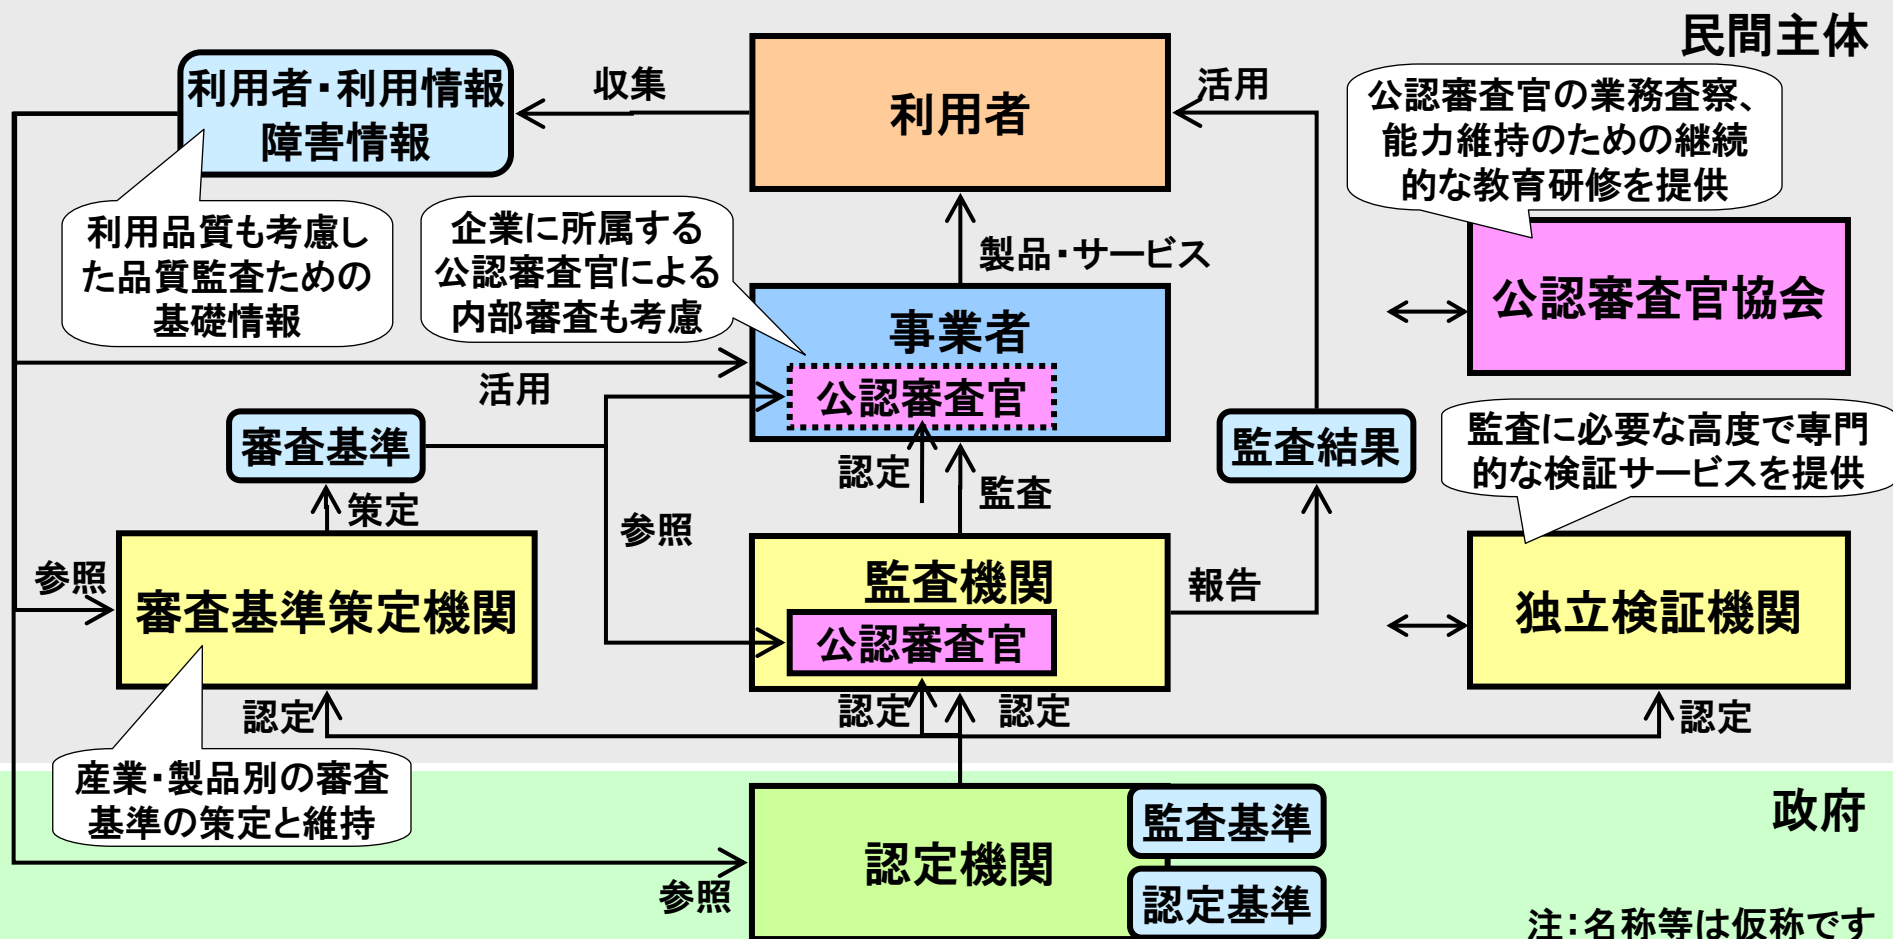 民間主体
利用者・利用情報
障害情報
収集
利用者
活用
公認審査官の業務査察、
能力維持のための継続
的な教育研修を提供
利用品質も考慮し
た品質監査ための
基礎情報
企業に所属する
公認審査官による
内部審査も考慮
製品・サービス
公認審査官協会
事業者
公認審査官
活用
審査基準
認定
監査
監査結果
監査に必要な高度で専門
的な検証サービスを提供
策定
参照
参照
審査基準策定機関
監査機関
公認審査官
報告
独立検証機関
認定
認定
認定
認定
産業・製品別の審査
基準の策定と維持
政府
認定機関
監査基準
認定基準
参照
注：名称等は仮称です